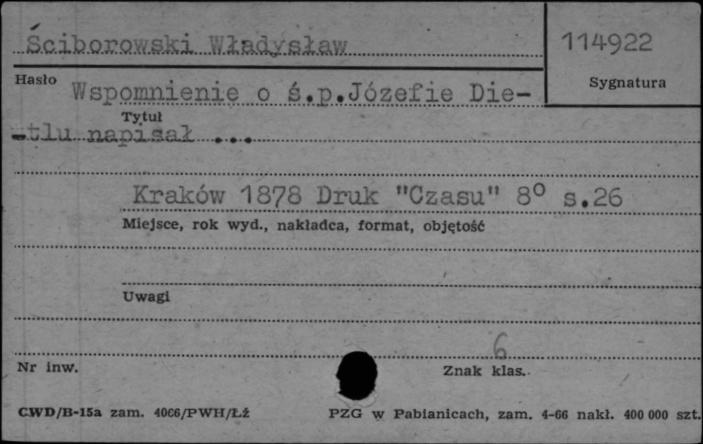 Ściborowski Władysław
114922
Hasło
Sygnatura
Wspomnienie o ś.p.Józefie Die-
Tytuł
-tlu napisał ...
Kraków 1878 Druk "Czasu" 8º s.26
Miejsce, rok wyd., nakładca, format, objętość
Uwagi
6
Nr inw.
Znak klas.
CWD/B-15a zam. 4066/PWH/Łż
PZG w Pabianicach, zam. 4-66 nakł. 400 000 szt.